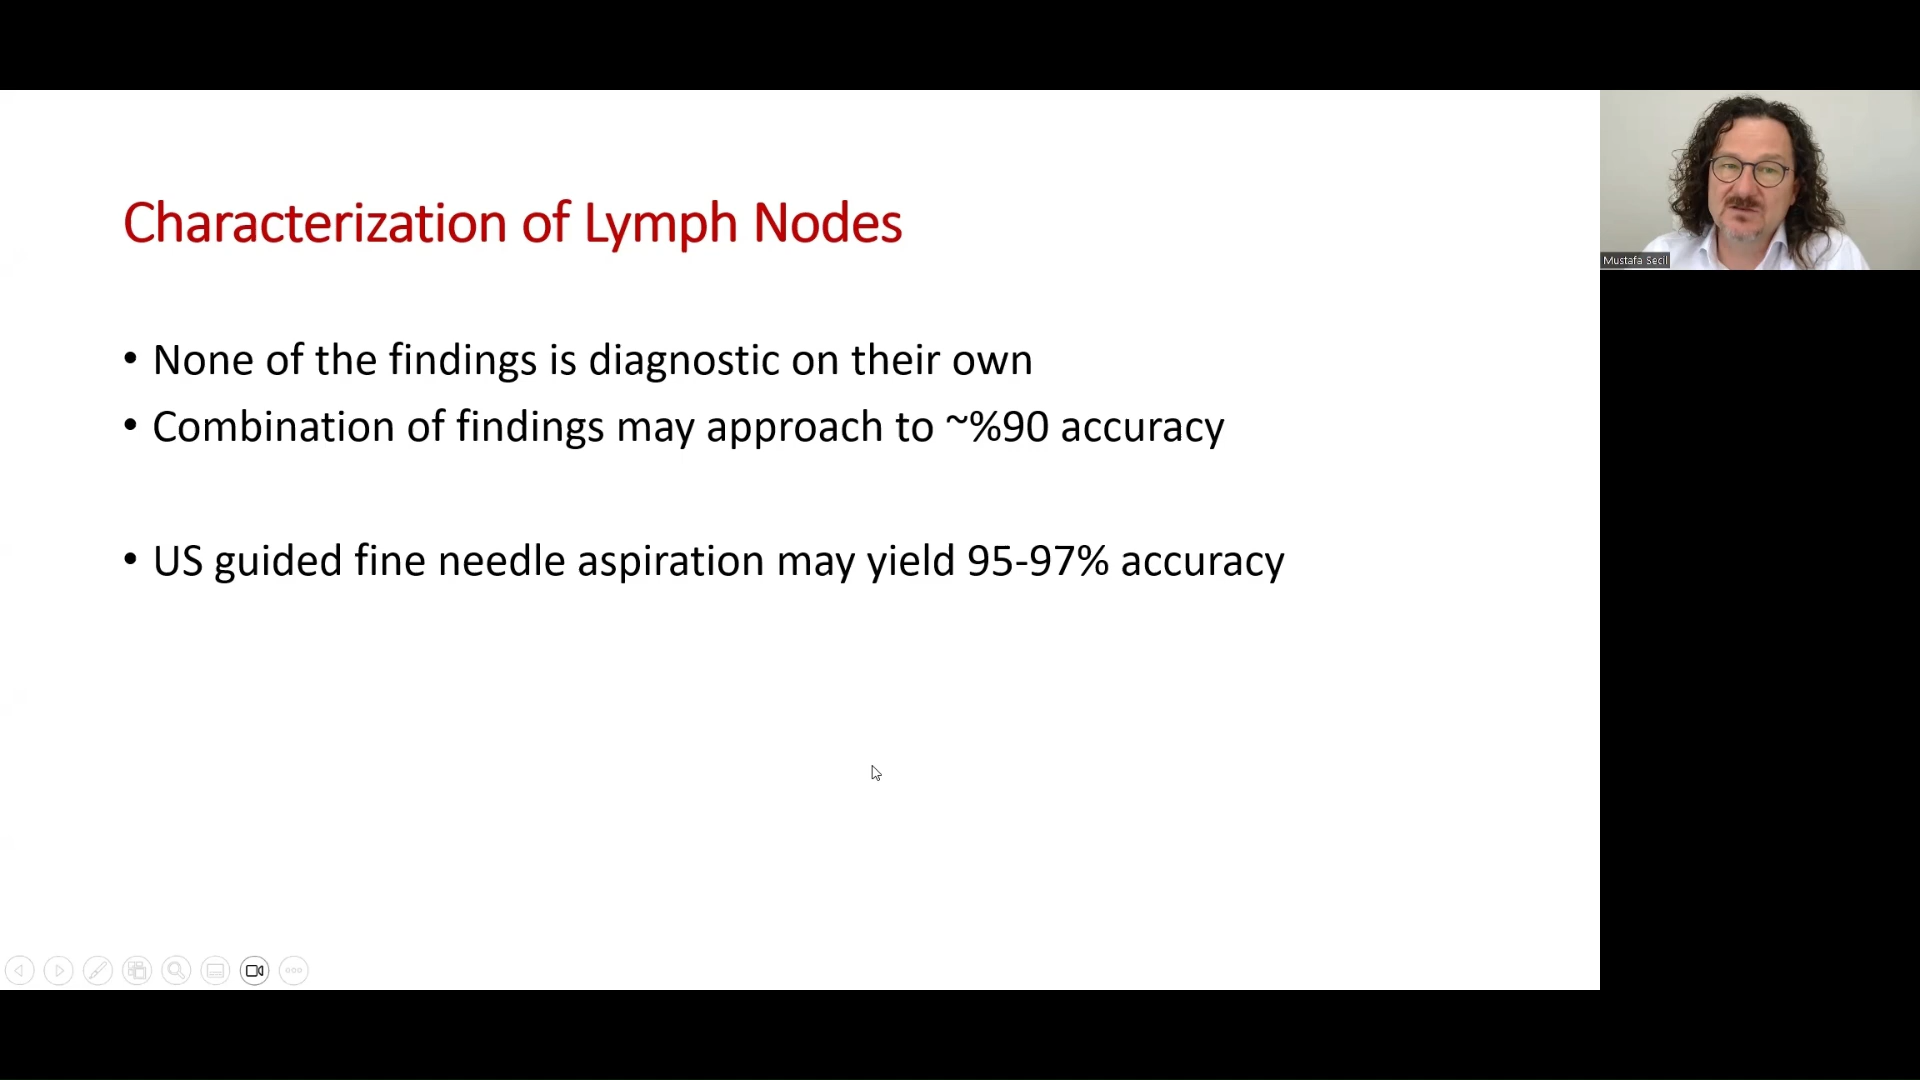 Characterization of Lymph Nodes
• None of the findings is diagnostic on their own
• Combination of findings may approach to ~%90 accuracy
• US guided fine needle aspiration may yield 95-97% accuracy
Mustafa Secil